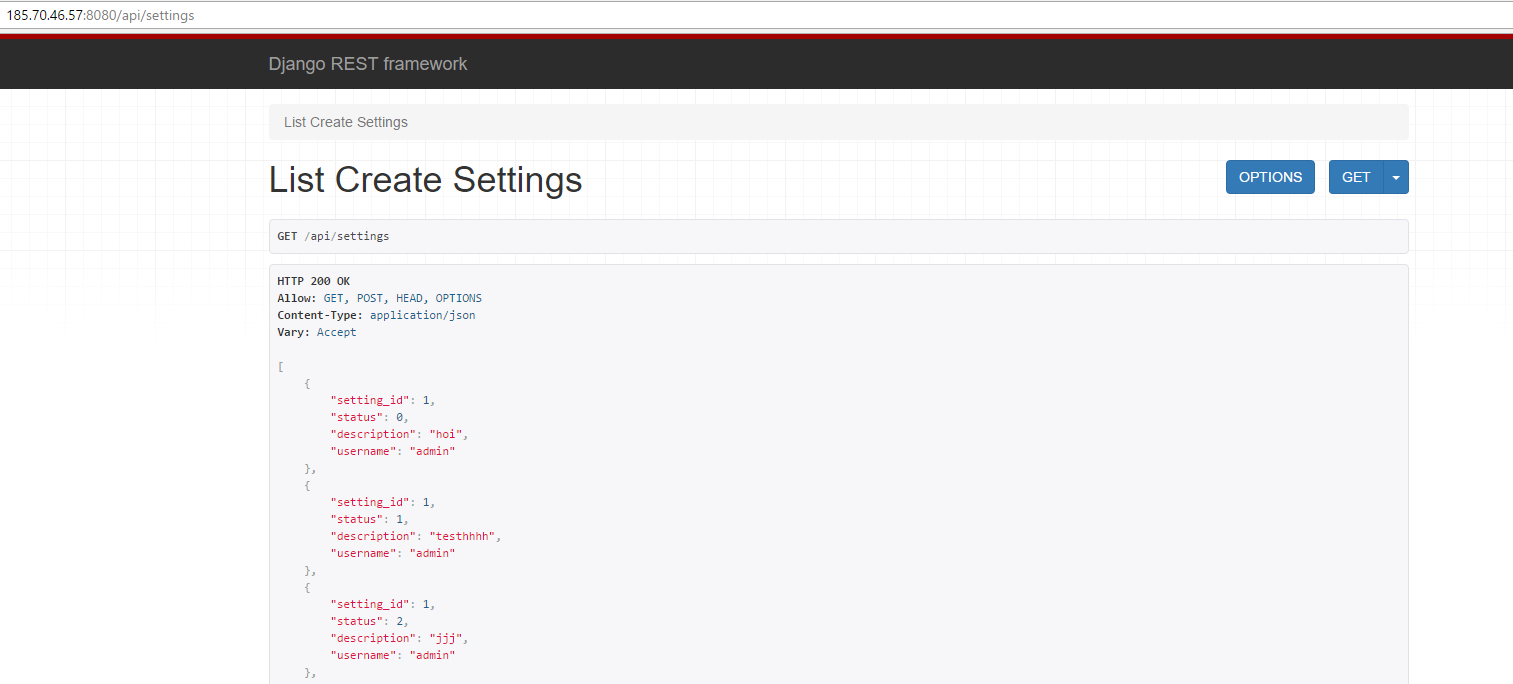 185.70.46.57:8080/api/settings
Django REST framework
List Create Settings
List Create Settings
OPTIONS
GET
GET /api/settings
HTTP 200 OK
Allow: GET, POST, HEAD, OPTIONS
Content-Type: application/json
Vary: Accept
[
{
"setting_id": 1,
"status": 0,
"description": "hoi",
"username": "admin"
},
{
"setting_id": 1,
"status": 1,
"description": "testhhhh",
"username": "admin"
},
{
"setting_id": 1,
"status": 2,
"description": "jjj",
"username": "admin"
},